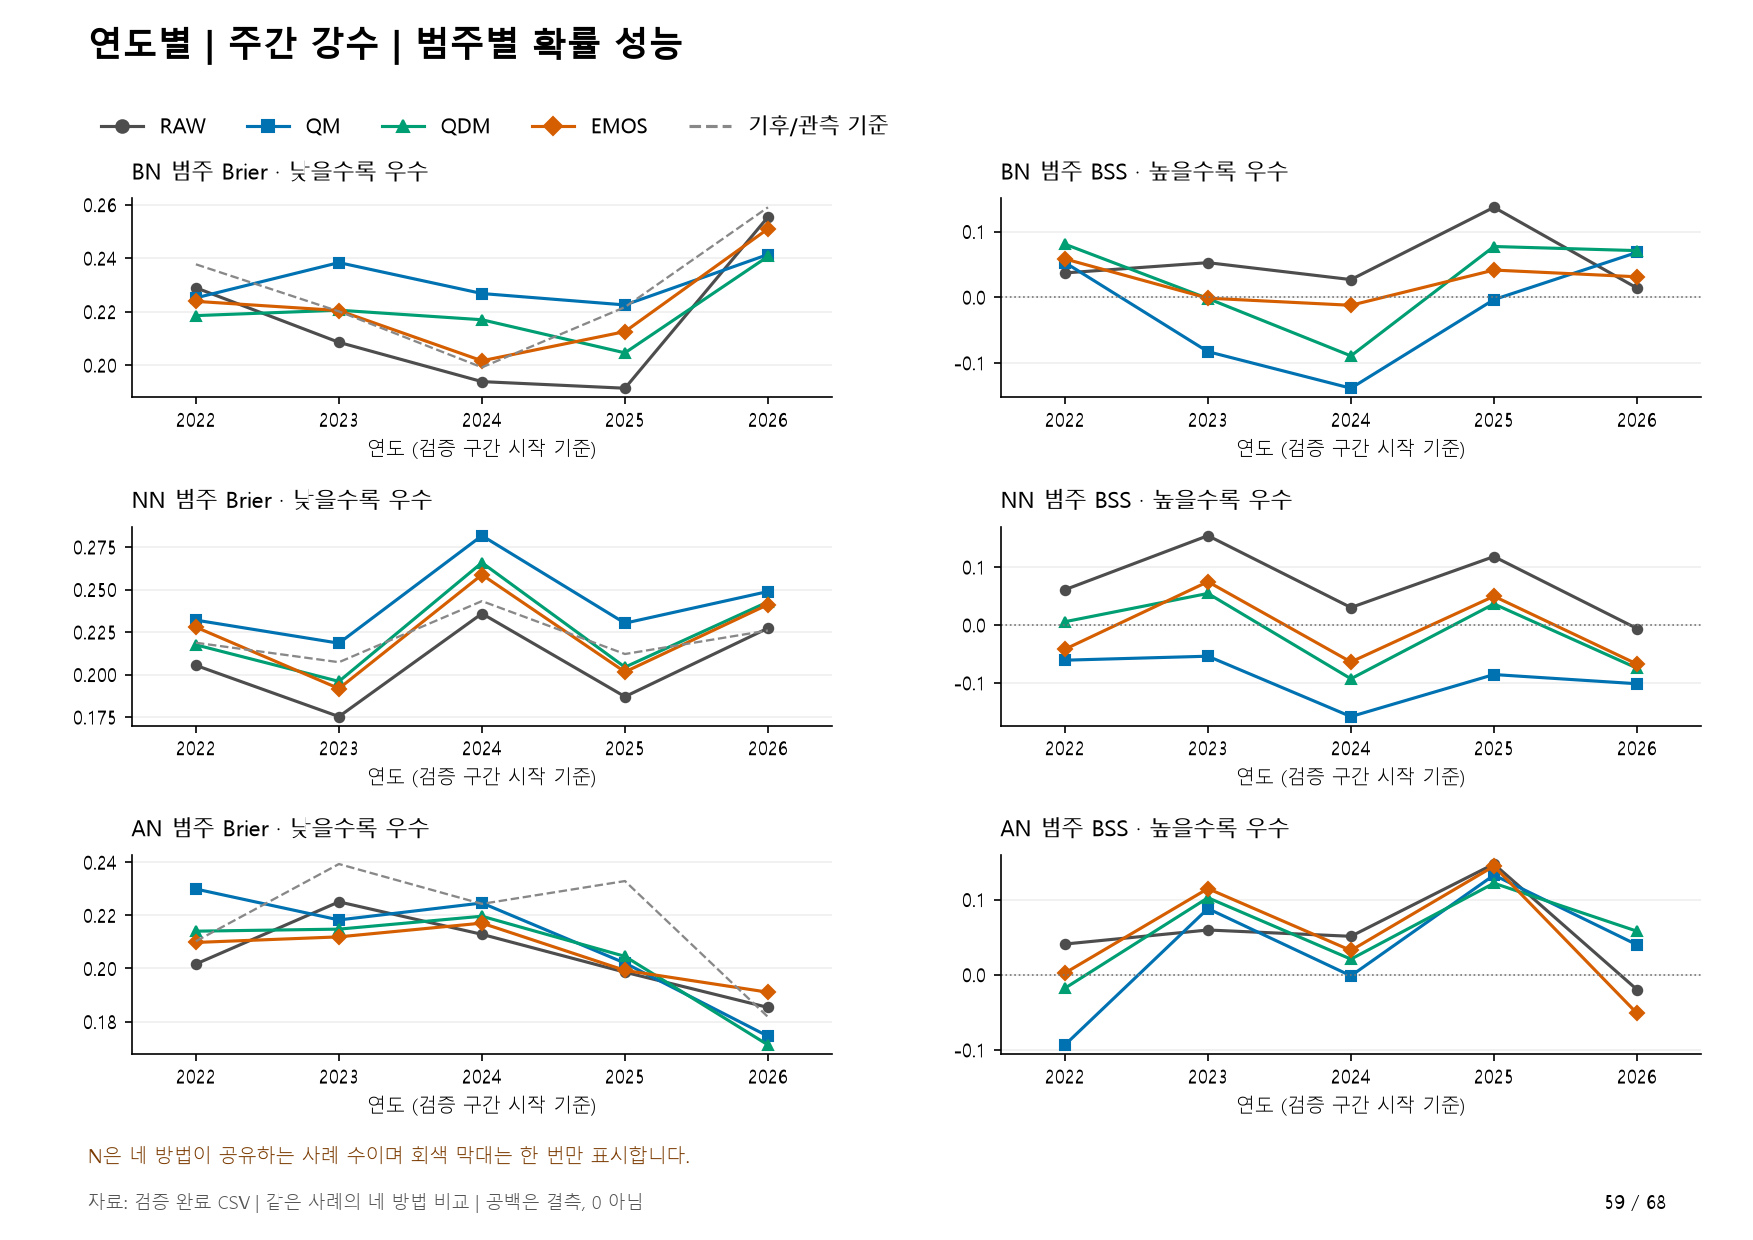 연도별 | 주간 강수 | 범주별 확률 성능
RAW QM QDM EMOS 기후/관측 기준
BN 범주 Brier · 낮을수록 우수
0.26
0.24
0.22
0.20
2022 2023 2024 2025 2026
연도 (검증 구간 시작 기준)
BN 범주 BSS · 높을수록 우수
0.1
0.0
-0.1
2022 2023 2024 2025 2026
연도 (검증 구간 시작 기준)
NN 범주 Brier · 낮을수록 우수
0.275
0.250
0.225
0.200
0.175
2022 2023 2024 2025 2026
연도 (검증 구간 시작 기준)
NN 범주 BSS · 높을수록 우수
0.1
0.0
-0.1
2022 2023 2024 2025 2026
연도 (검증 구간 시작 기준)
AN 범주 Brier · 낮을수록 우수
0.24
0.22
0.20
0.18
2022 2023 2024 2025 2026
연도 (검증 구간 시작 기준)
AN 범주 BSS · 높을수록 우수
0.1
0.0
-0.1
2022 2023 2024 2025 2026
연도 (검증 구간 시작 기준)
N은 네 방법이 공유하는 사례 수이며 회색 막대는 한 번만 표시합니다.
자료: 검증 완료 CSV | 같은 사례의 네 방법 비교 | 공백은 결측, 0 아님
59 / 68